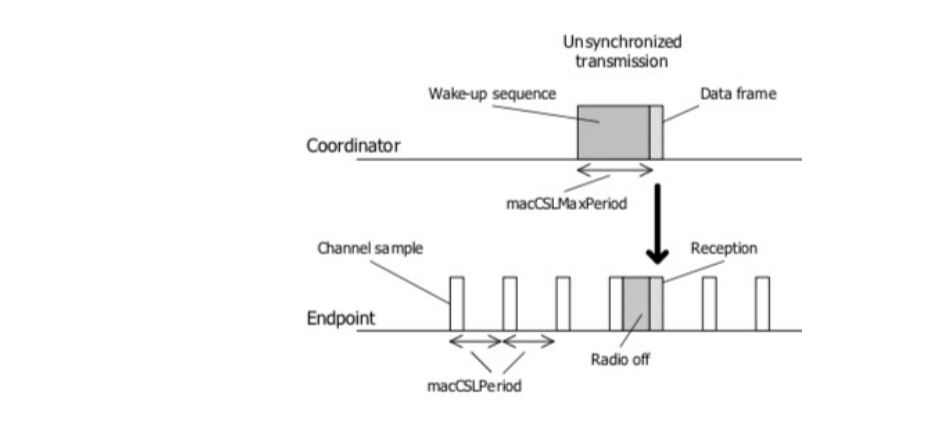 Unsynchronized
transmission
Wake-up sequence
Data frame
Coordinator
macCSLMaxPeriod
Channel sample
Reception
Endpoint
Radio off
macCSLPeriod